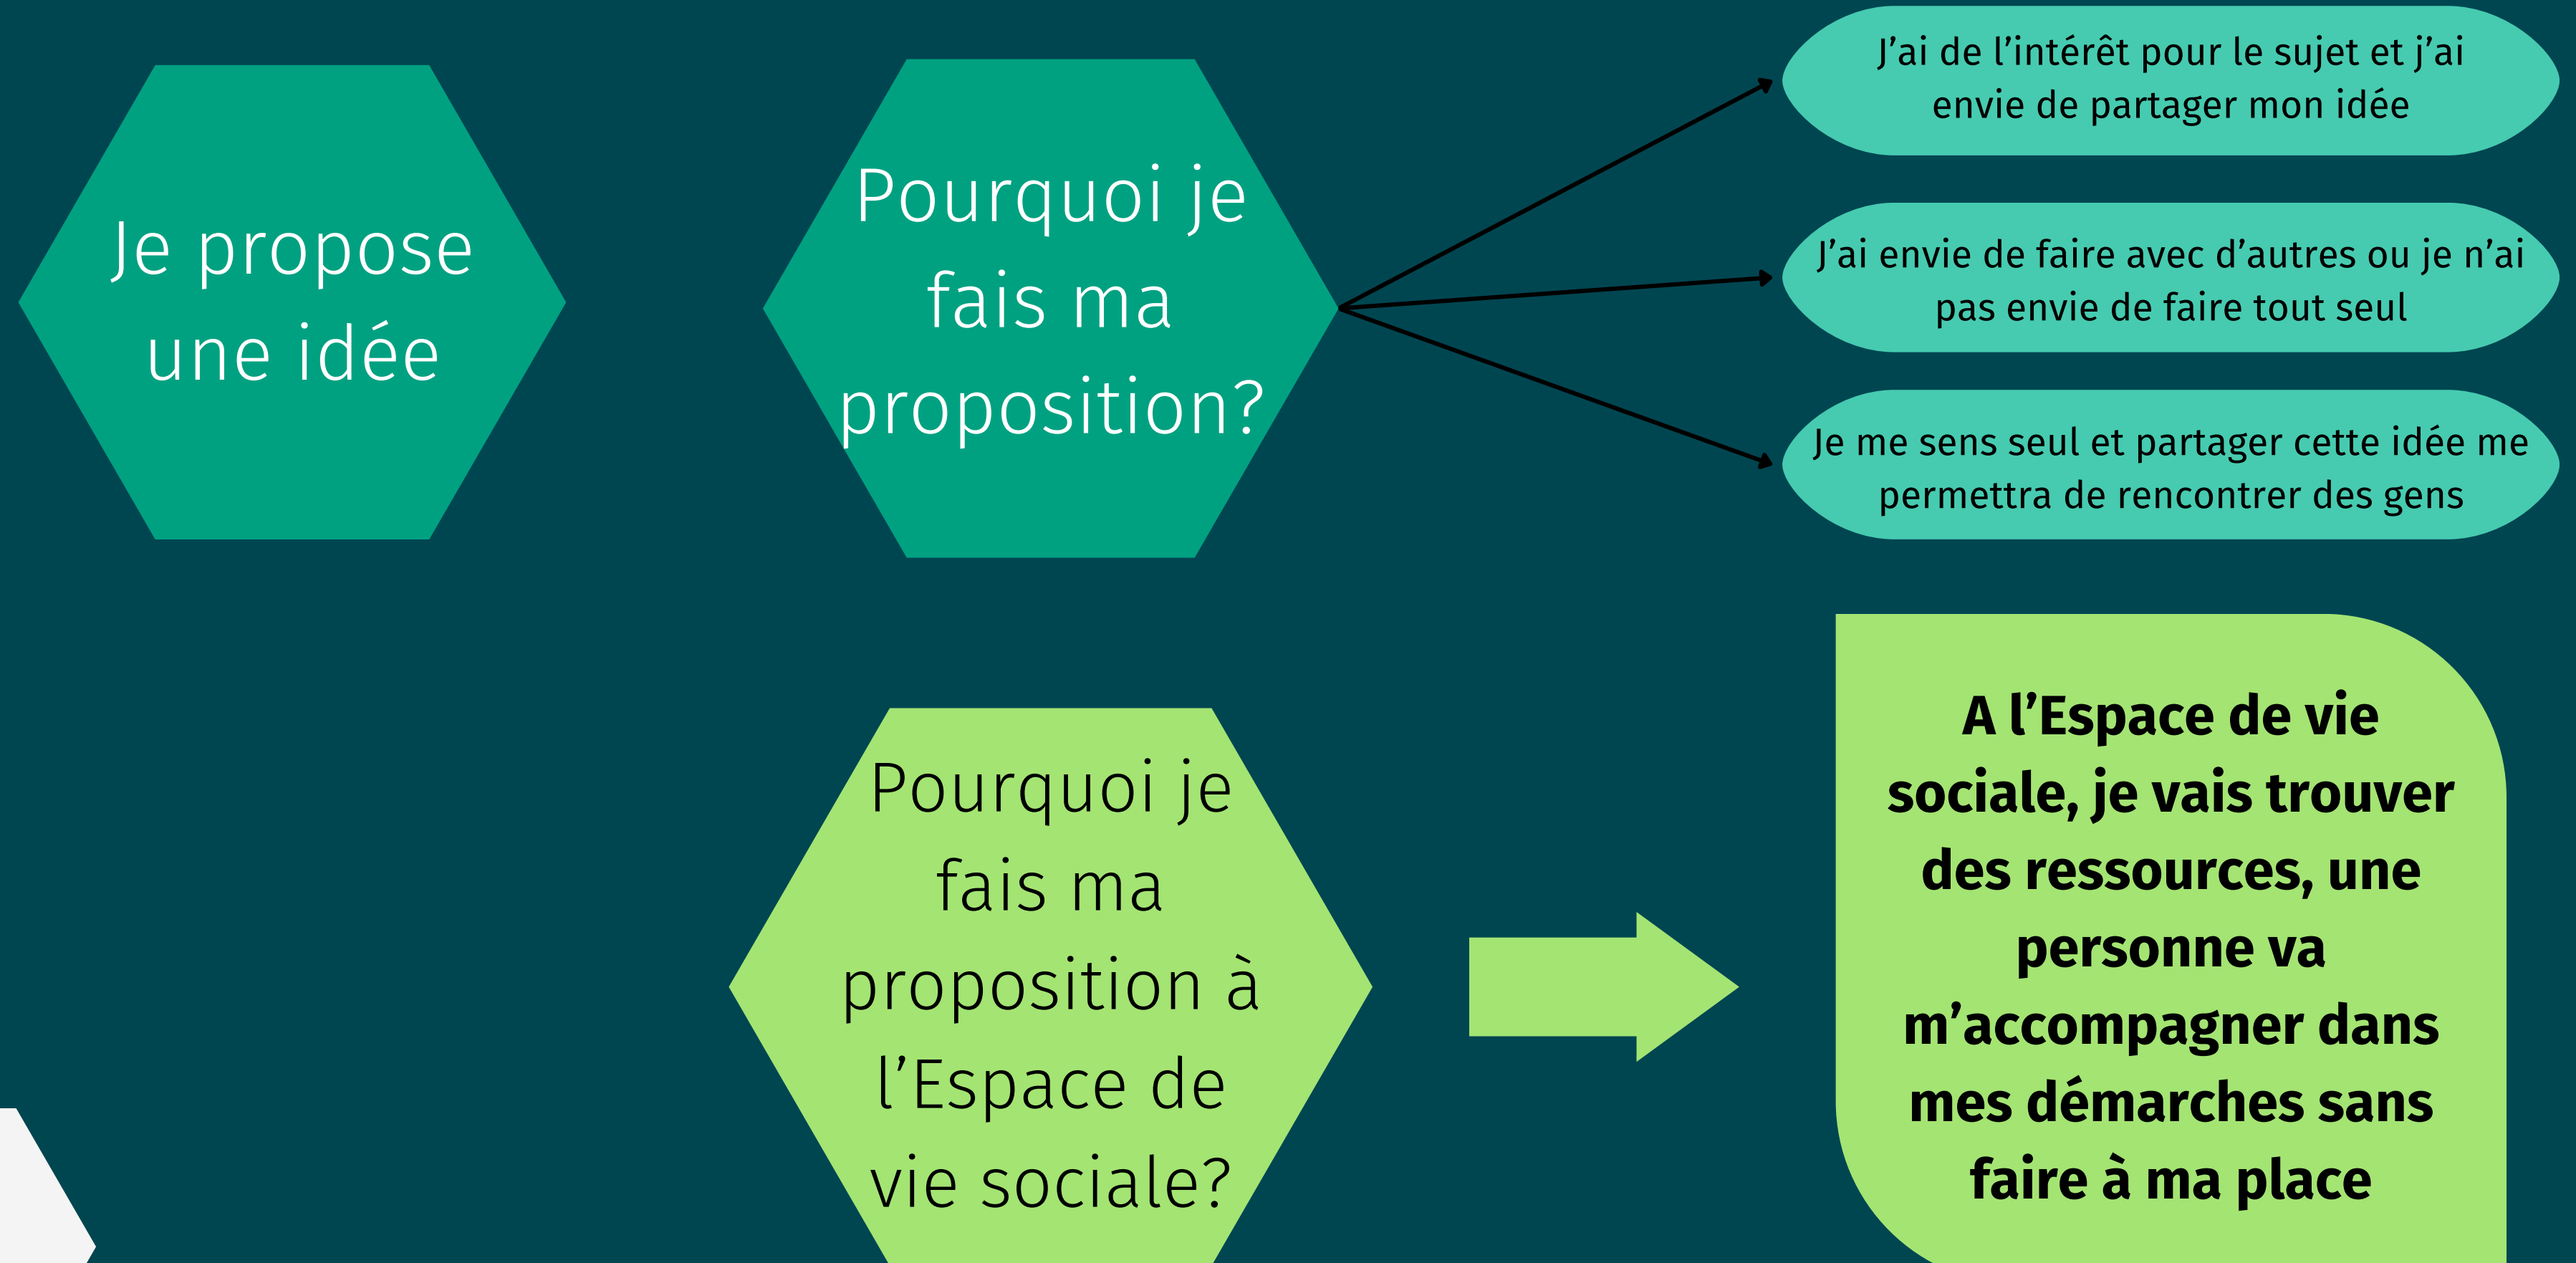 Je propose
une idée
Pourquoi je
fais ma
proposition?
J’ai de l’intérêt pour le sujet et j’ai
envie de partager mon idée
J’ai envie de faire avec d’autres ou je n’ai
pas envie de faire tout seul
Je me sens seul et partager cette idée me
permettra de rencontrer des gens
Pourquoi je
fais ma
proposition à
l’Espace de
vie sociale?
A l’Espace de vie
sociale, je vais trouver
des ressources, une
personne va
m’accompagner dans
mes démarches sans
faire à ma place